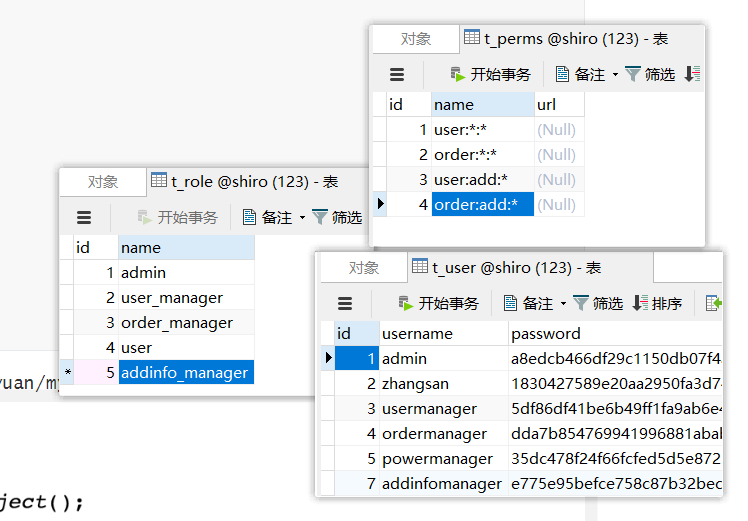 对象 t_perms @shiro (123) - 表
开始事务 备注 筛选
id name url
1 user:*:* (Null)
2 order:*:* (Null)
3 user:add:* (Null)
4 order:add:* (Null)
对象 t_role @shiro (123) - 表
开始事务 备注 筛选
id name
1 admin
2 user_manager
3 order_manager
4 user
* 5 addinfo_manager
对象 t_user @shiro (123) - 表
开始事务 备注 筛选 排序
id username password
1 admin a8edcb466df29c1150db07f4
2 zhangsan 1830427589e20aa2950fa3d7
3 usermanager 5df86df41be6b49ff1fa9ab6e4
4 ordermanager dda7b854769941996881abab
5 powermanager 35dc478f24f66fcfed5d5e872
7 addinfomanager e775e95befce758c87b32bec
yuan/my
ject();